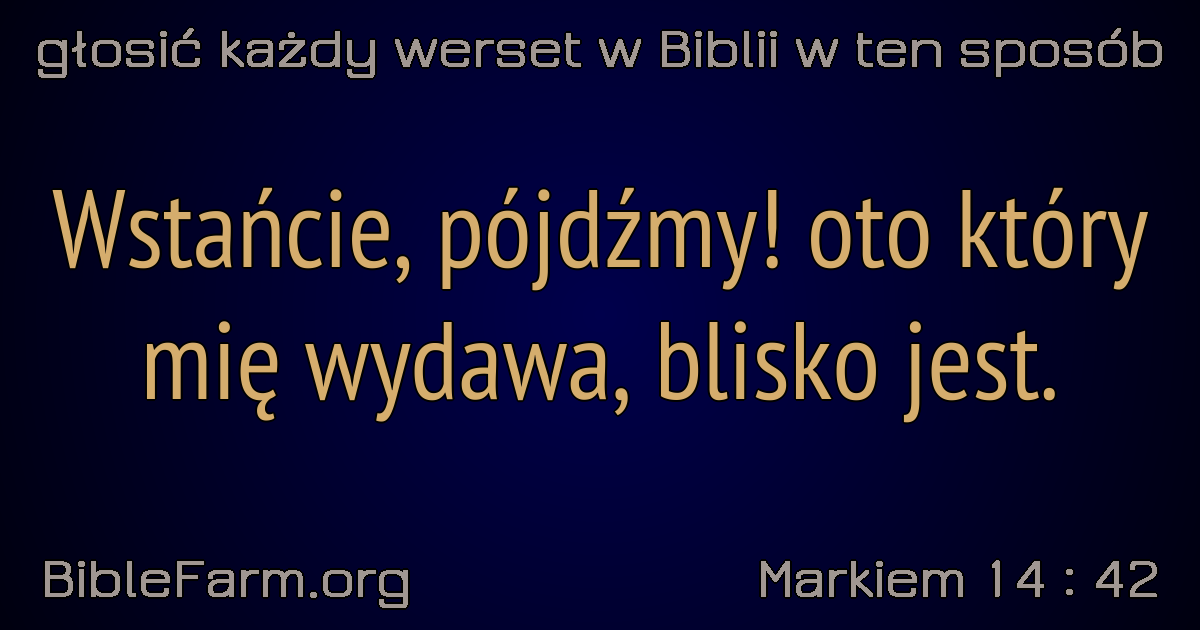 głosić każdy werset w Biblii w ten sposób
Wstańcie, pójdźmy! oto który
mię wydawa, blisko jest.
BibleFarm.org
Markiem 14 : 42